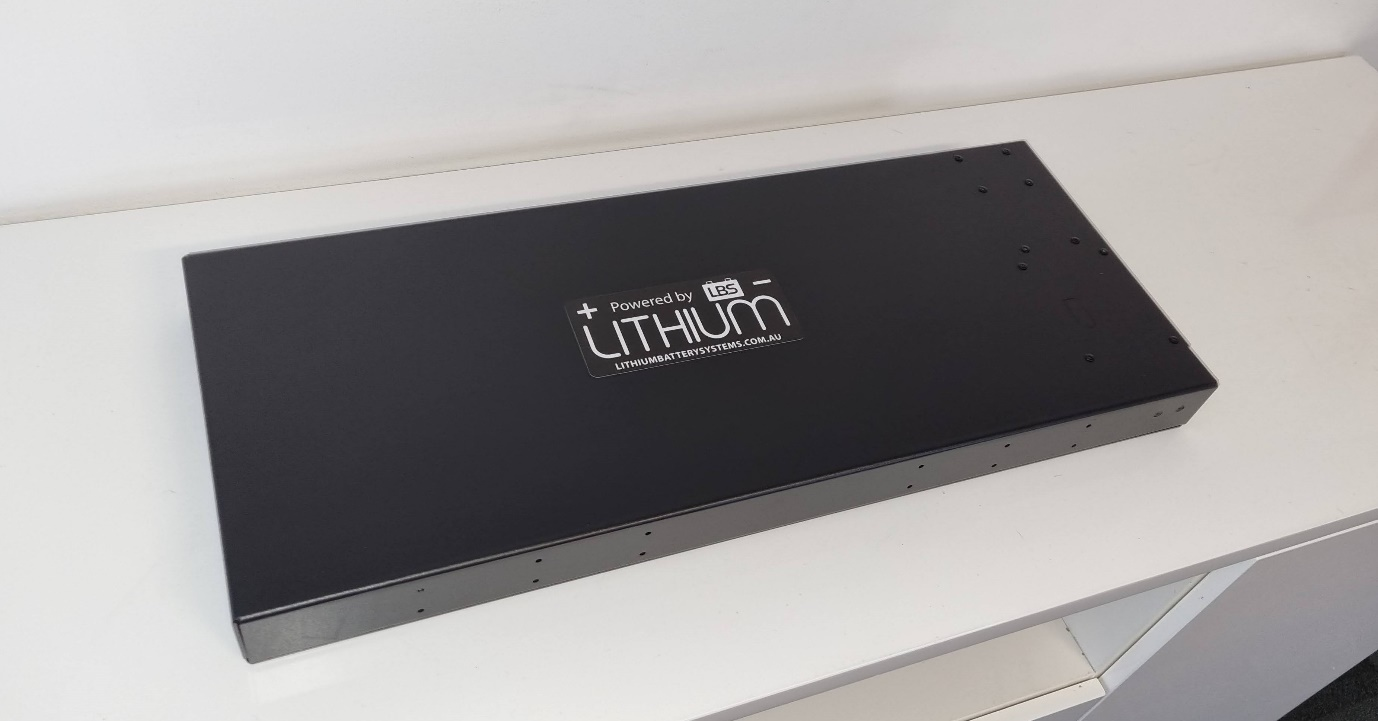 + Powered by LBS −
LITHIUM
LITHIUMBATTERYSYSTEMS.COM.AU